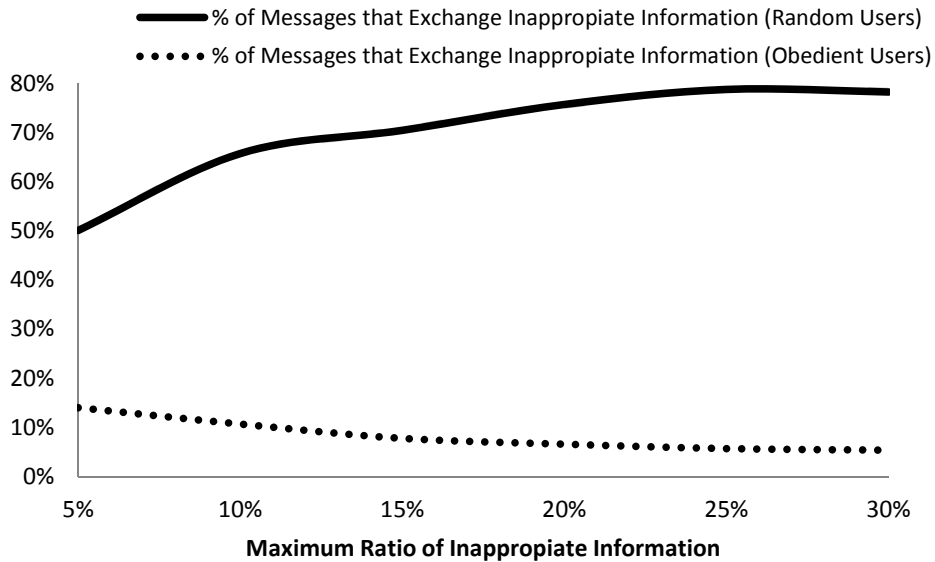 % of Messages that Exchange Inappropiate Information (Random Users)
% of Messages that Exchange Inappropiate Information (Obedient Users)
80%
70%
60%
50%
40%
30%
20%
10%
0%
5% 10% 15% 20% 25% 30%
Maximum Ratio of Inappropiate Information